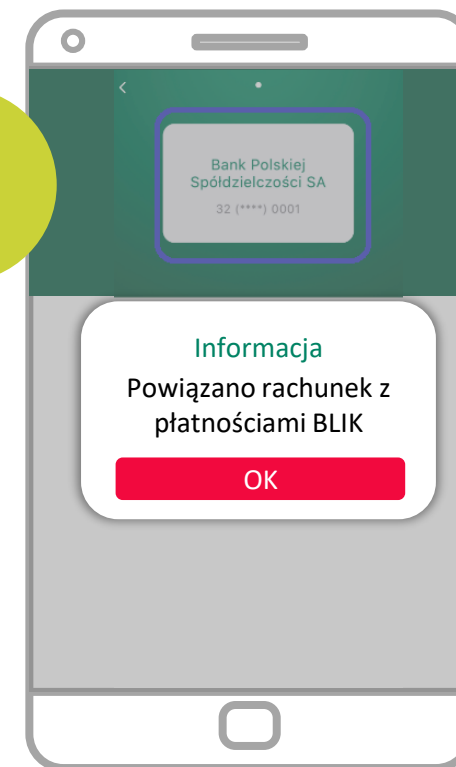 Bank Polskiej
Spółdzielczości SA
32 (****) 0001
Informacja
Powiązano rachunek z
płatnościami BLIK
OK